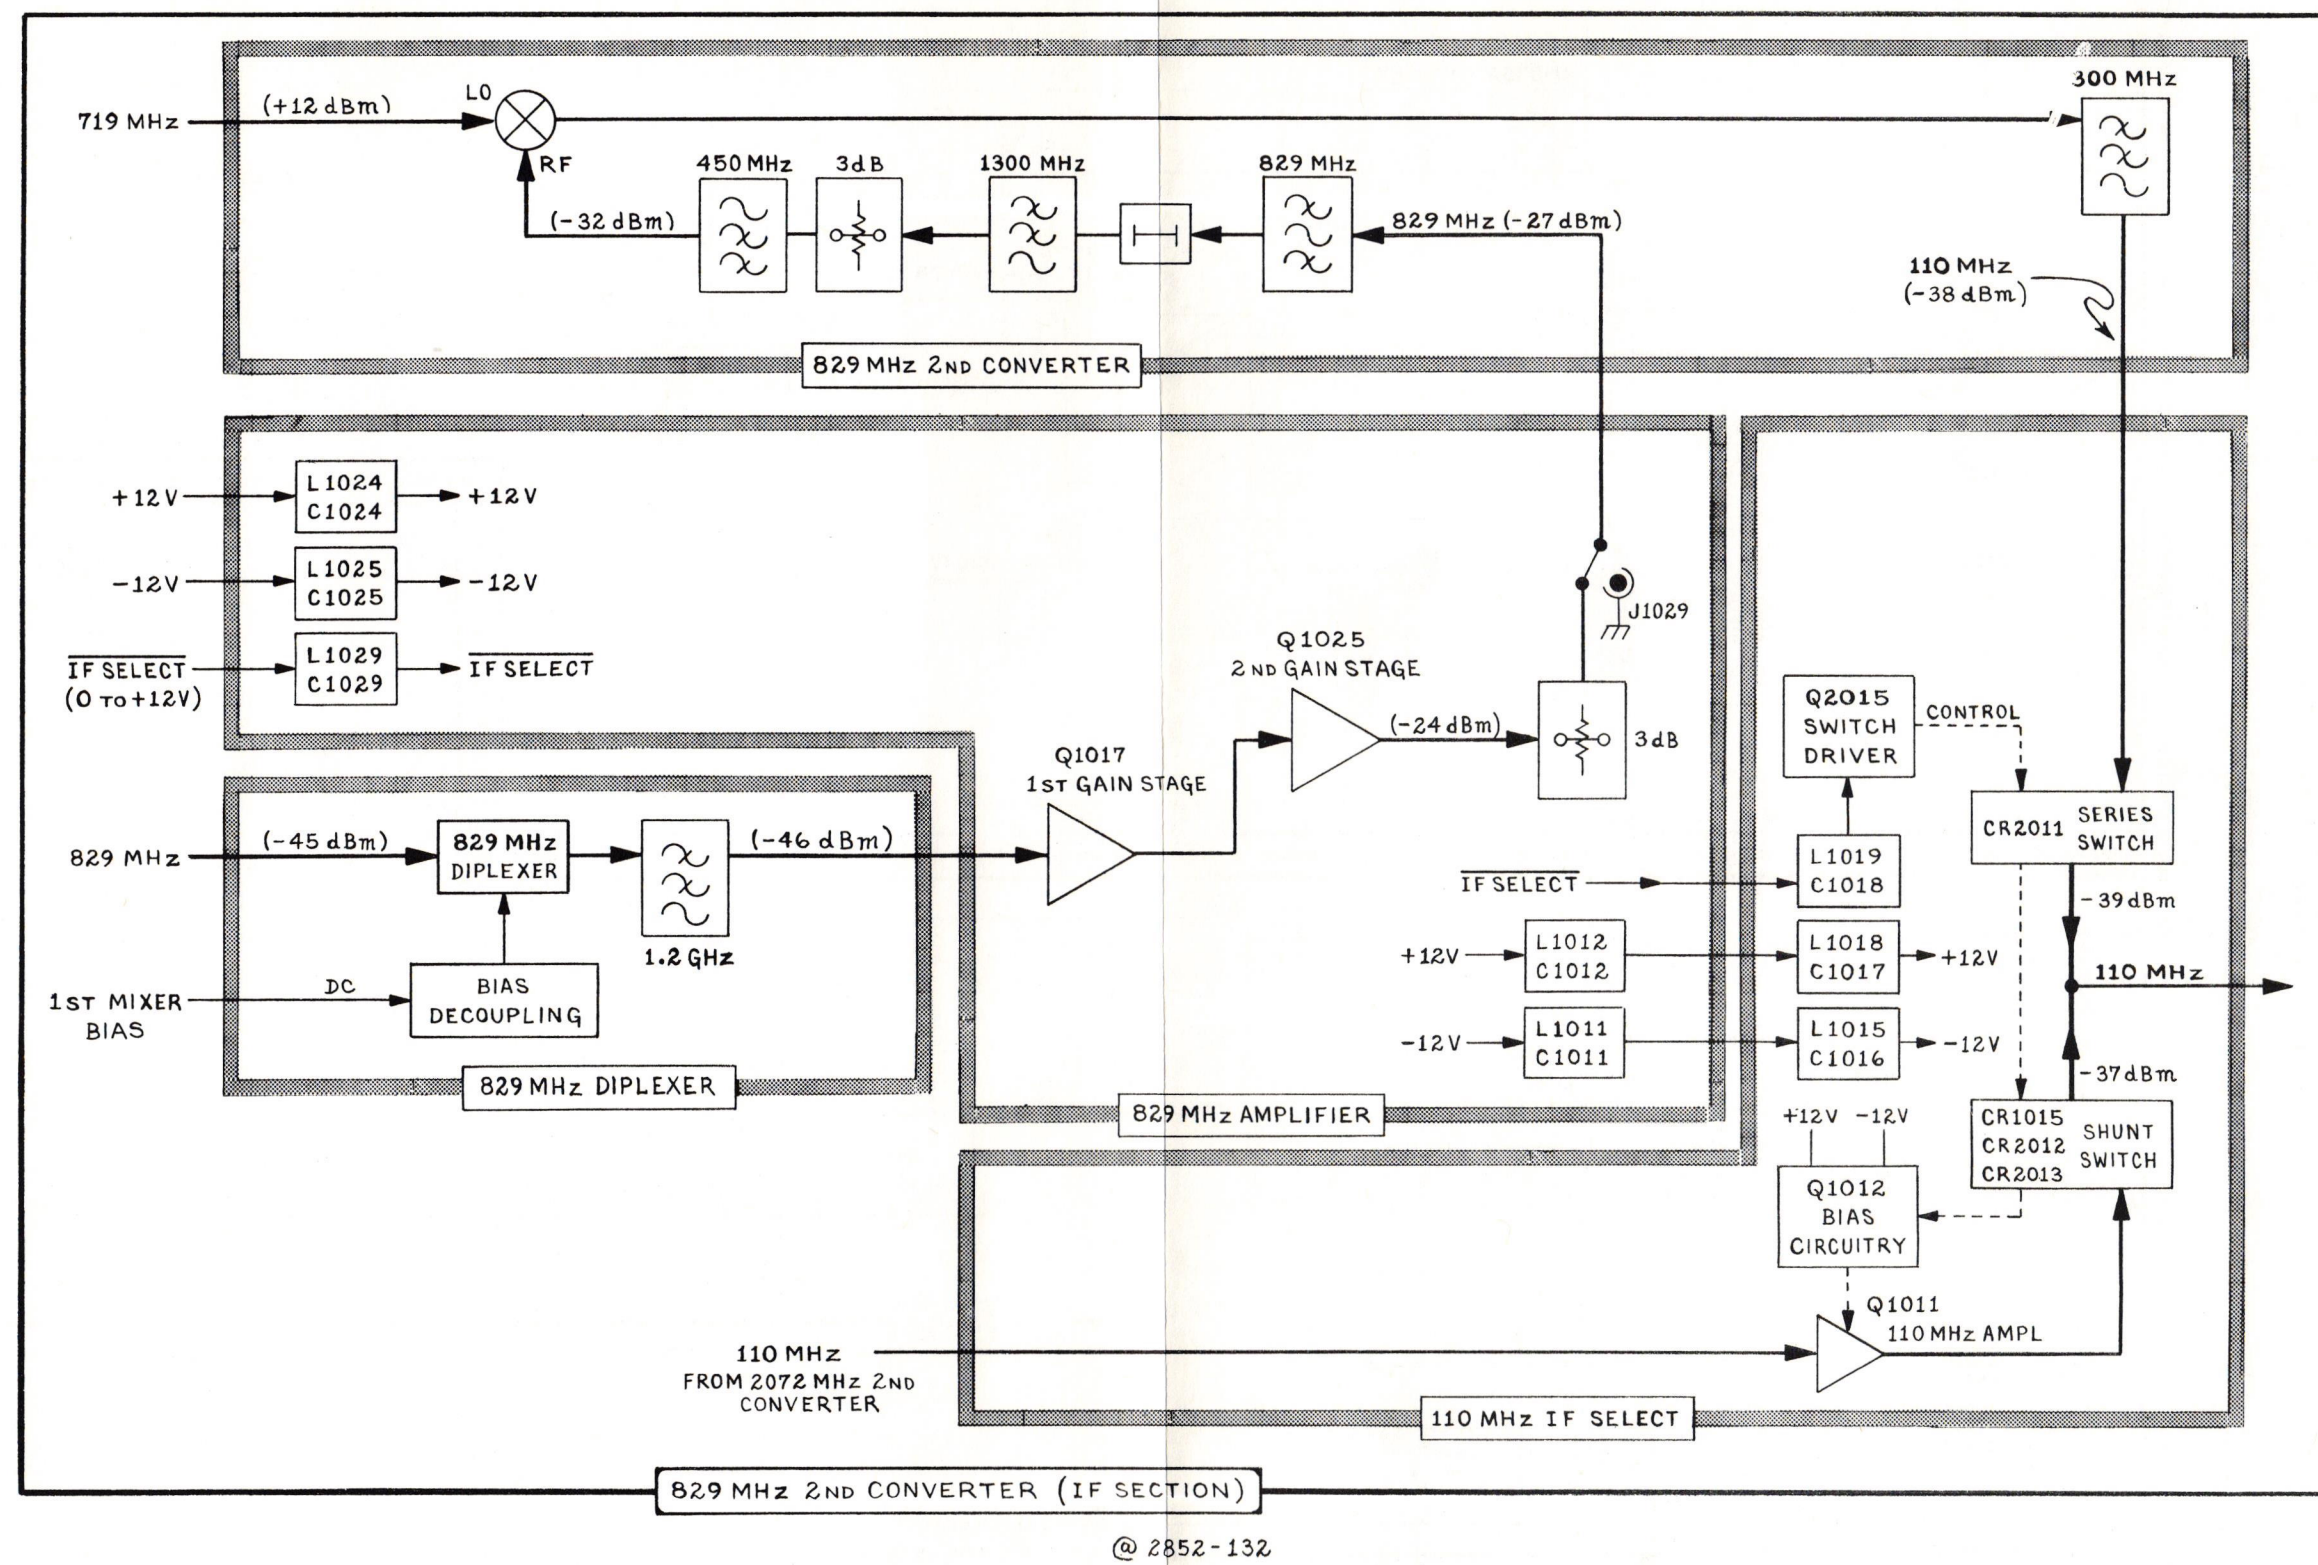 300 MHz
719 MHz
(+12 dBm)
LO
RF
450 MHz
3dB
1300 MHz
829 MHz
(-32 dBm)
829 MHz (-27 dBm)
110 MHz
(-38 dBm)
829 MHz 2ND CONVERTER
+12V
L1024
C1024
+12V
-12V
L1025
C1025
-12V
IF SELECT
(0 TO +12V)
L1029
C1029
IF SELECT
J1029
Q1025
2ND GAIN STAGE
(-24 dBm)
3dB
Q1017
1ST GAIN STAGE
829 MHz
(-45 dBm)
829 MHz
DIPLEXER
(-46 dBm)
1.2 GHz
1ST MIXER
BIAS
DC
BIAS
DECOUPLING
829 MHz DIPLEXER
IF SELECT
+12V
L1012
C1012
-12V
L1011
C1011
829 MHz AMPLIFIER
Q2015
SWITCH
DRIVER
CONTROL
CR2011
SERIES
SWITCH
L1019
C1018
-39dBm
L1018
C1017
+12V
110 MHz
L1015
C1016
-12V
-37dBm
+12V -12V
CR1015
CR2012
CR2013
SHUNT
SWITCH
Q1012
BIAS
CIRCUITRY
Q1011
110 MHz AMPL
110 MHz
FROM 2072 MHz 2ND
CONVERTER
110 MHz IF SELECT
829 MHz 2ND CONVERTER (IF SECTION)
@ 2852-132